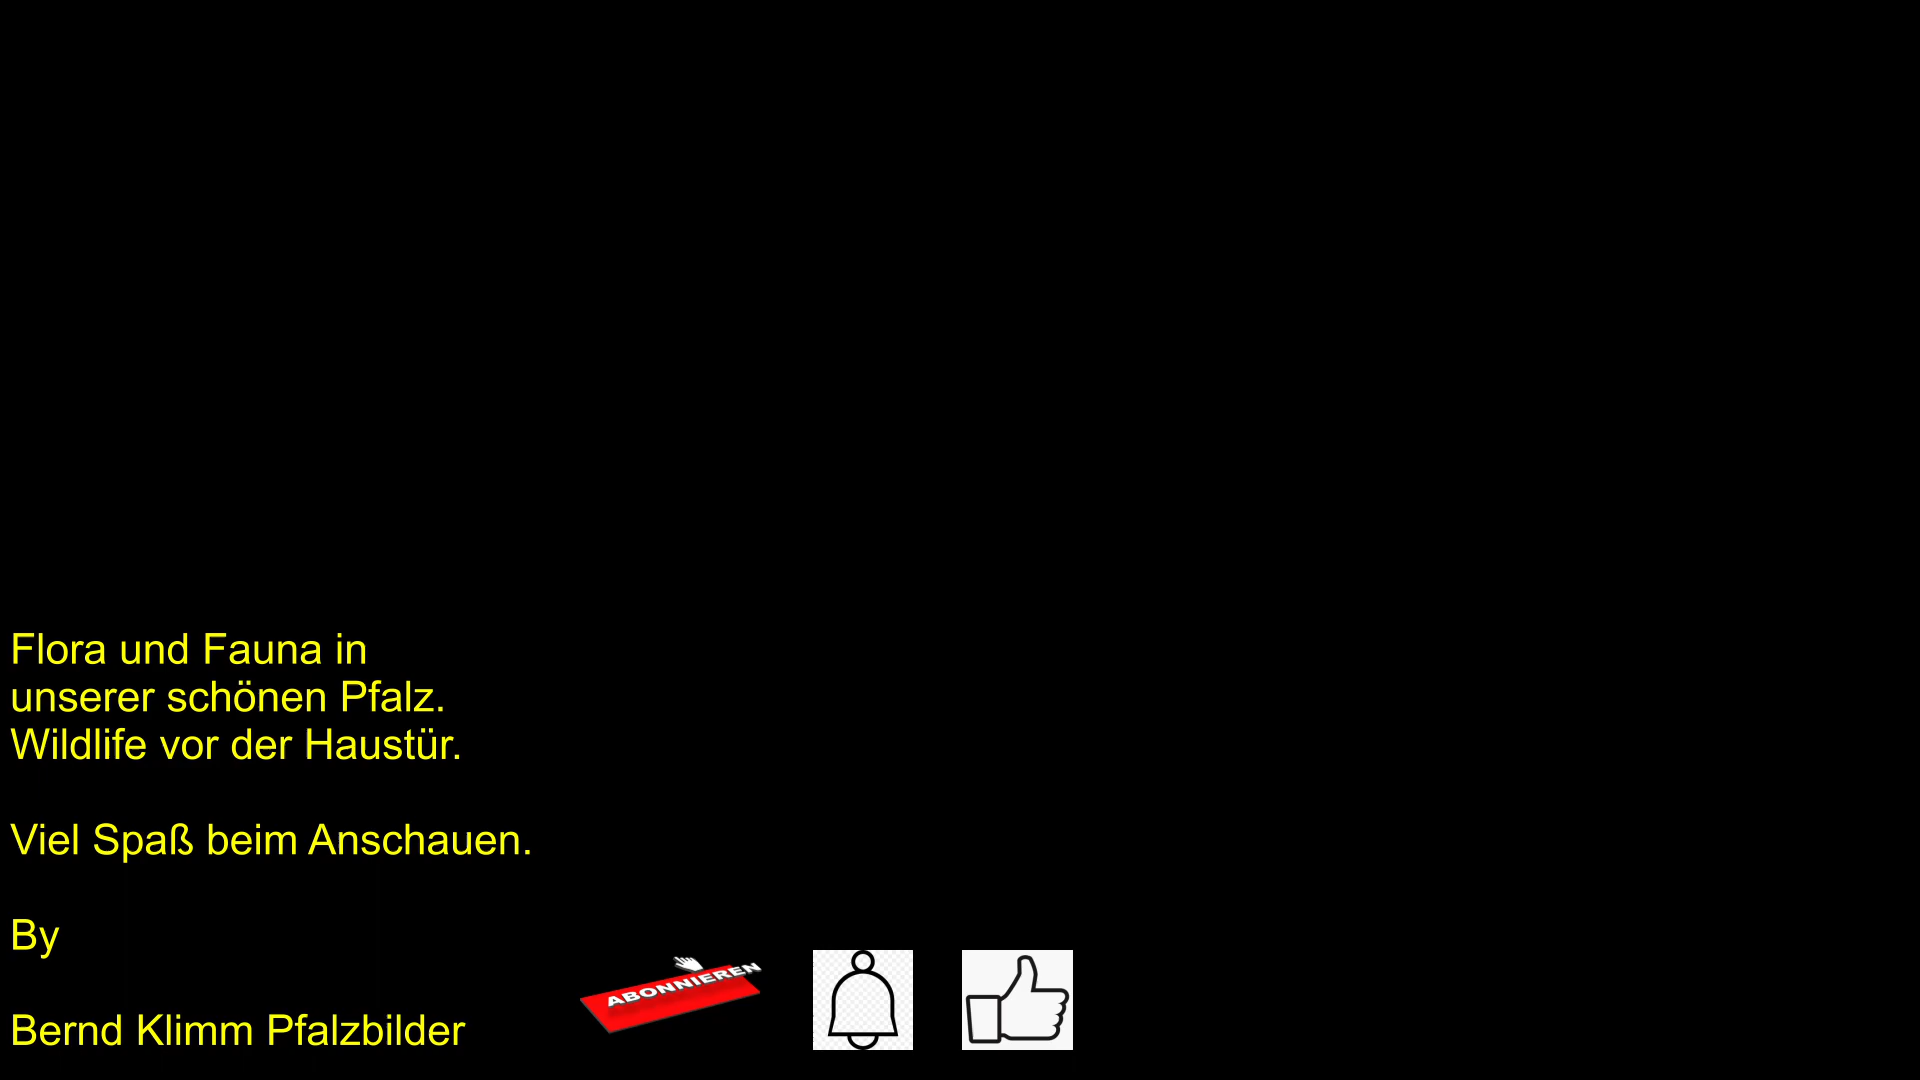 Flora und Fauna in
unserer schönen Pfalz.
Wildlife vor der Haustür.
Viel Spaß beim Anschauen.
By
Bernd Klimm Pfalzbilder
ABONNIEREN